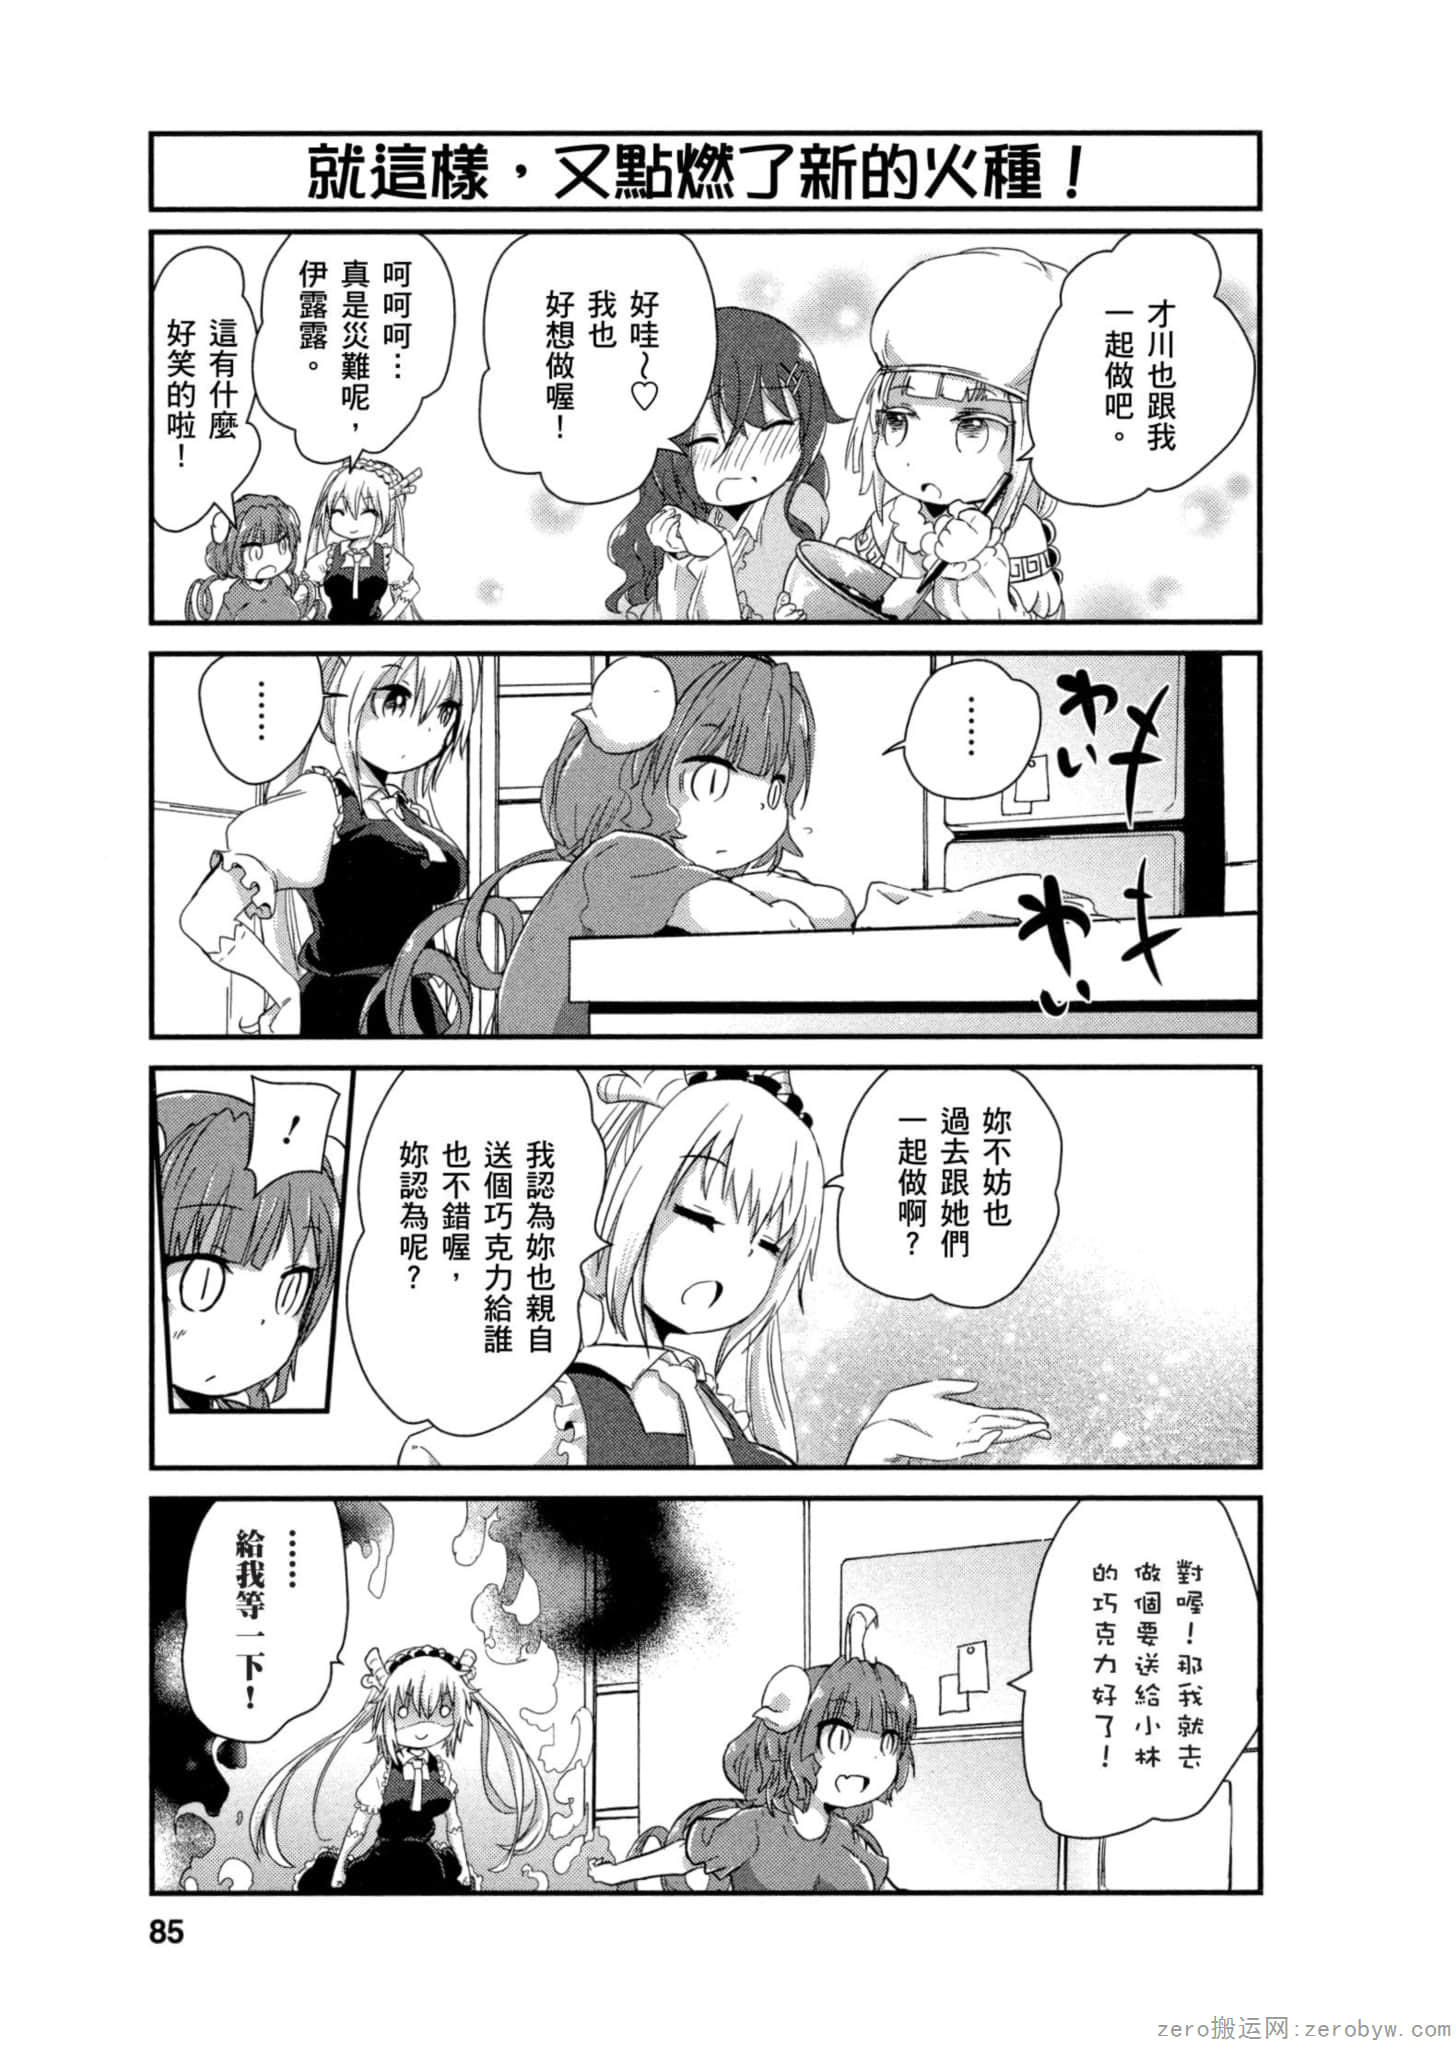 就這樣，又點燃了新的火種！
才川也跟我
一起做吧。
好哇~♡
我也
好想做喔！
呵呵呵…
真是災難呢，
伊露露。
這有什麼
好笑的啦！
わい
わい
……
……
妳不妨也
過去跟她們
一起做啊？
我認為妳也親自
送個巧克力給誰
也不錯喔，
妳認為呢？
！
對喔！那我就去
做個要送給小林
的巧克力好了！
……
給我等一下！
85
zero搬运网:zerobyw.com